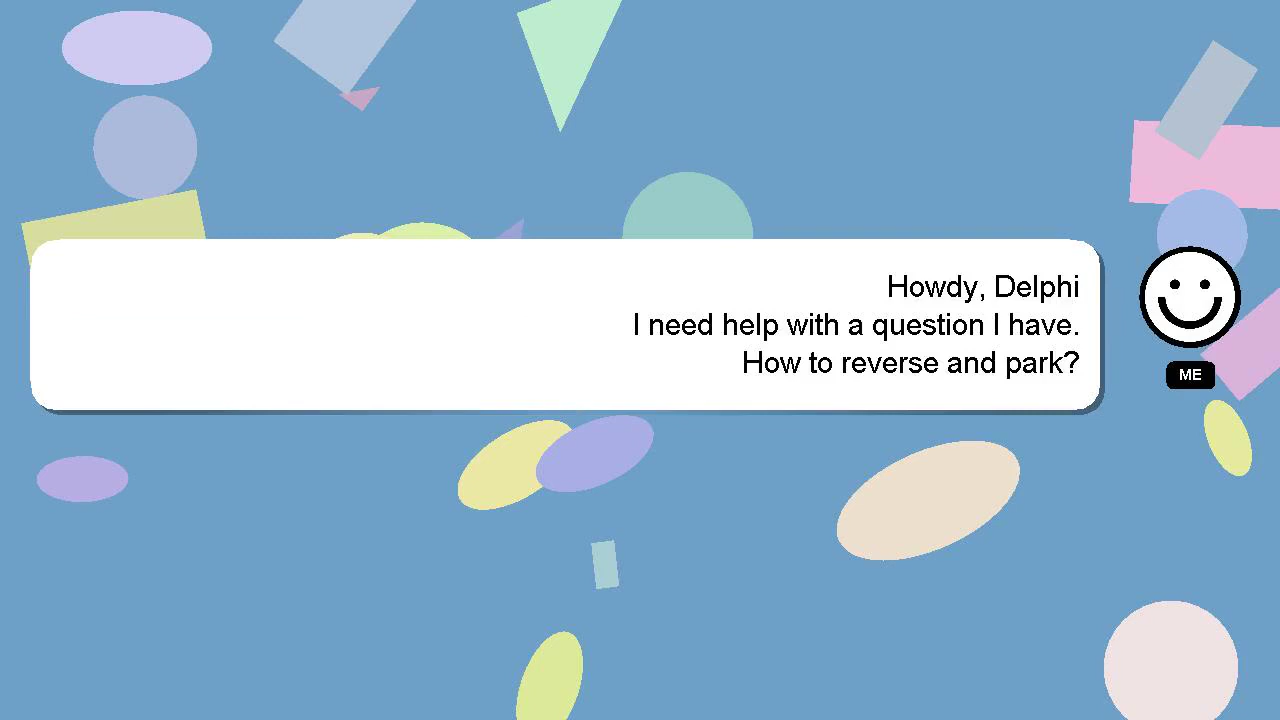 Howdy, Delphi
I need help with a question I have.
How to reverse and park?
ME